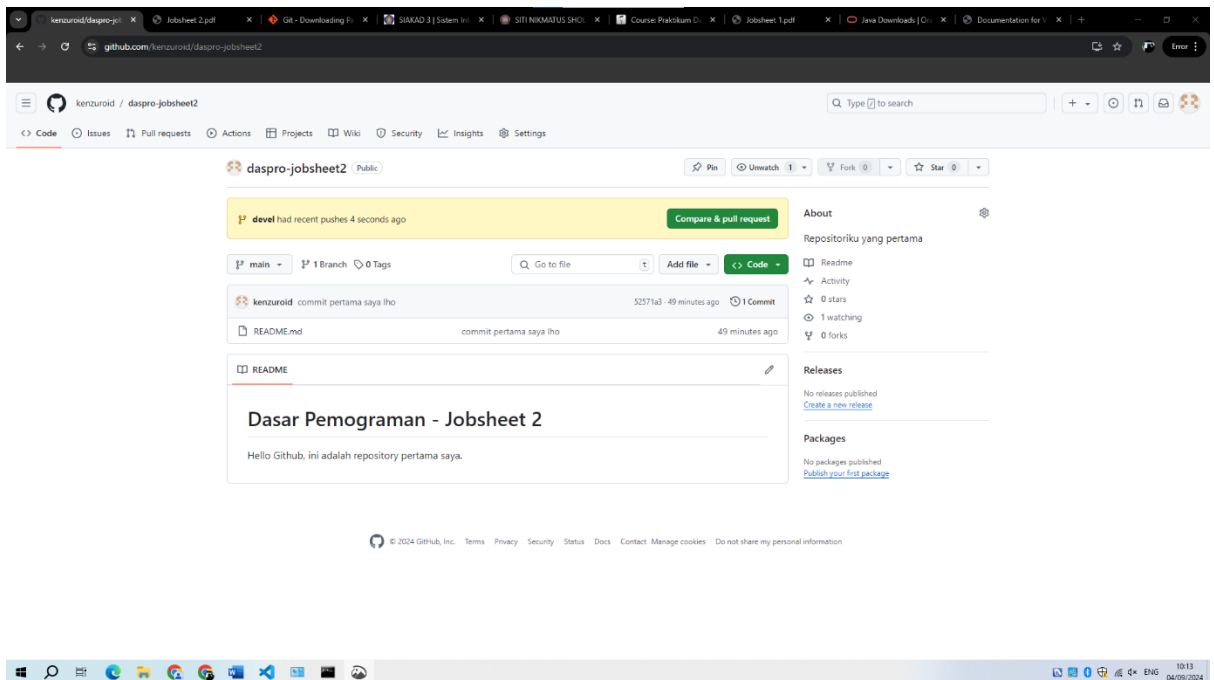 kenzuroid/daspro-job
Jobsheet 2.pdf
Git - Downloading Pa
SIAKAD 3 | Sistem Inf
SITI NIKMATUS SHOL
Course: Praktikum D
Jobsheet 1.pdf
Java Downloads | Ora
Documentation for V
github.com/kenzuroid/daspro-jobsheet2
Error
kenzuroid / daspro-jobsheet2
Type / to search
Code Issues Pull requests Actions Projects Wiki Security Insights Settings
daspro-jobsheet2 Public
Pin Unwatch 1 Fork 0 Star 0
devel had recent pushes 4 seconds ago Compare & pull request
main 1 Branch 0 Tags Go to file t Add file Code
kenzuroid commit pertama saya lho 52571a3 · 49 minutes ago 1 Commit
README.md commit pertama saya lho 49 minutes ago
README
Dasar Pemograman - Jobsheet 2
Hello Github, ini adalah repository pertama saya.
About
Repositoriku yang pertama
Readme
Activity
0 stars
1 watching
0 forks
Releases
No releases published
Create a new release
Packages
No packages published
Publish your first package
© 2024 GitHub, Inc. Terms Privacy Security Status Docs Contact Manage cookies Do not share my personal information
ENG
10:13
04/09/2024